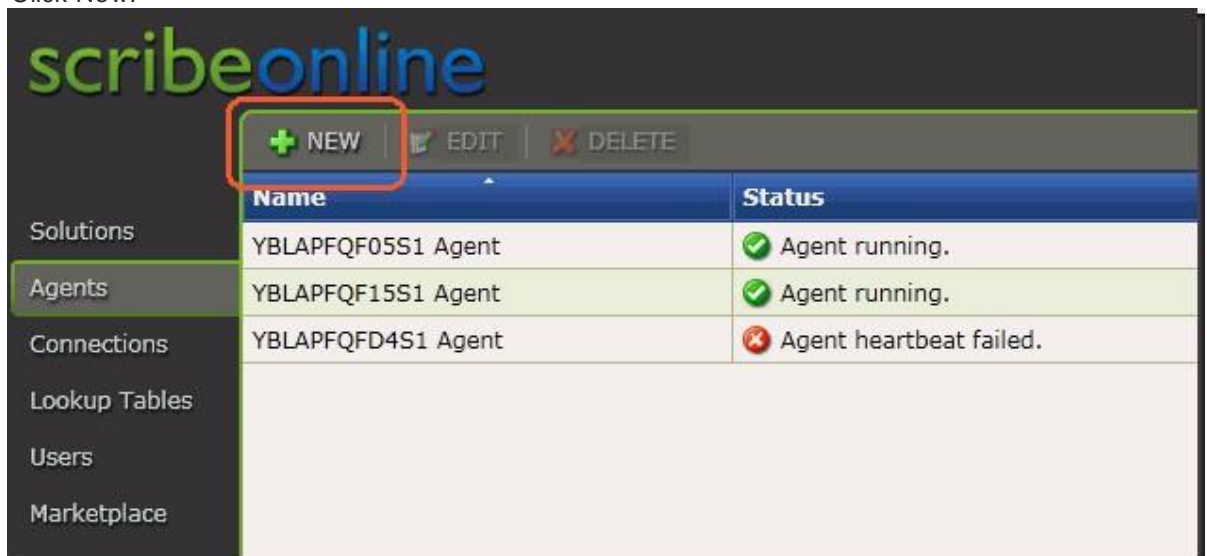 scribeonline
NEW EDIT DELETE
Name Status
Solutions
YBLAPFQF05S1 Agent Agent running.
Agents
YBLAPFQF15S1 Agent Agent running.
Connections
YBLAPFQFD4S1 Agent Agent heartbeat failed.
Lookup Tables
Users
Marketplace